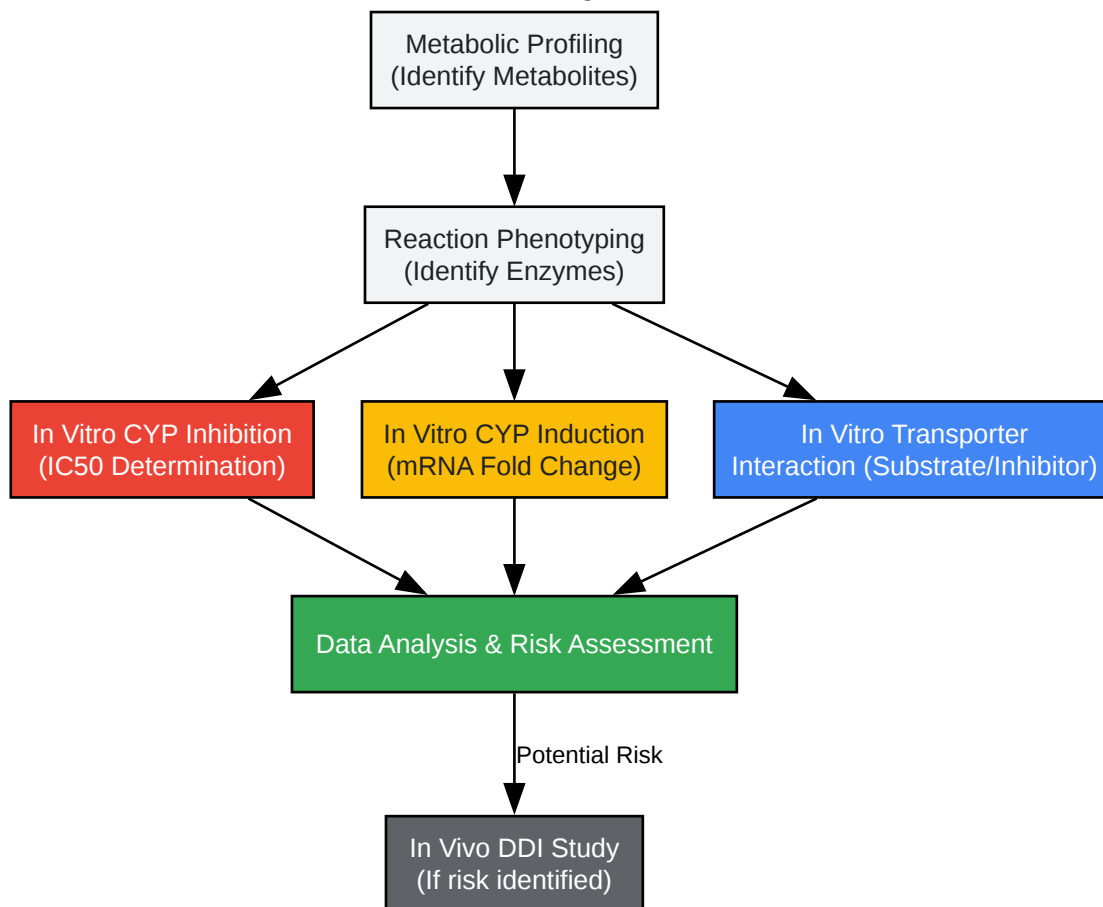 Metabolic Profiling
(Identify Metabolites)
Reaction Phenotyping
(Identify Enzymes)
In Vitro CYP Inhibition
(IC50 Determination)
In Vitro CYP Induction
(mRNA Fold Change)
In Vitro Transporter
Interaction (Substrate/Inhibitor)
Data Analysis & Risk Assessment
Potential Risk
In Vivo DDI Study
(If risk identified)